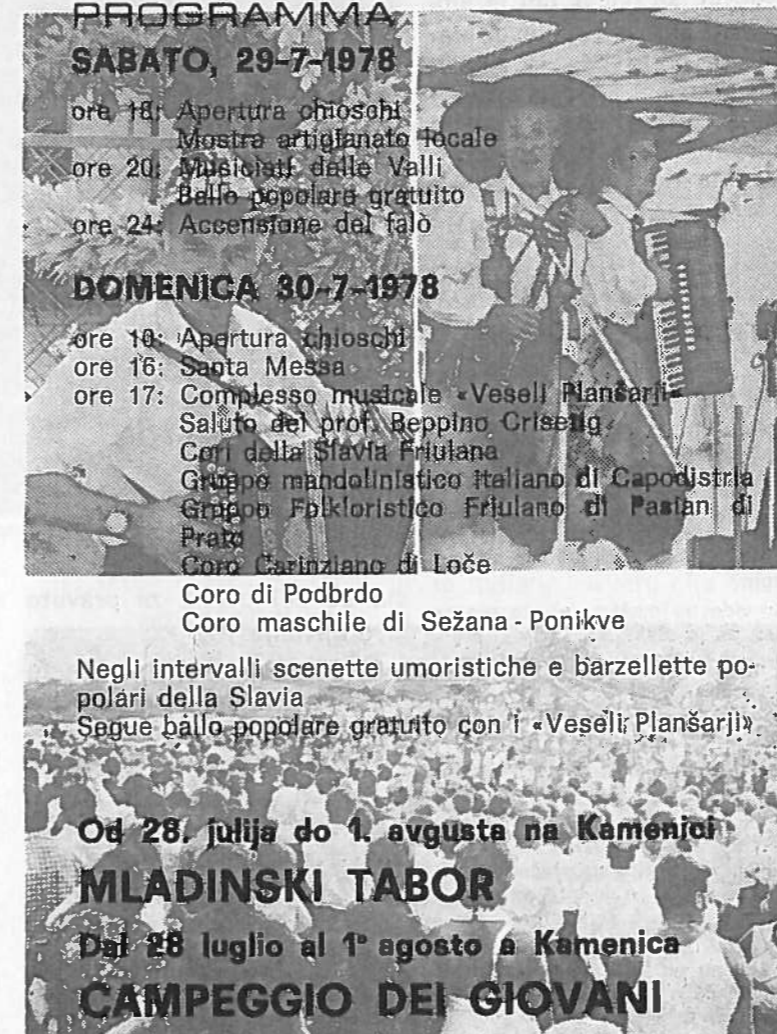 PROGRAMMA
SABATO, 29-7-1978
ore 18: Apertura chioschi
Mostra artigianato locale
ore 20: Musicisti delle Valli
Ballo popolare gratuito
ore 24: Accensione del falò
DOMENICA 30-7-1978
ore 10: Apertura chioschi
ore 16: Santa Messa
ore 17: Complesso musicale «Veseli Planšarji»
Saluto del prof. Beppino Crisetig
Cori della Slavia Friulana
Gruppo mandolinistico italiano di Capodistria
Gruppo Folkloristico Friulano di Pasian di
Prato
Coro Carinziano di Loče
Coro di Podbrdo
Coro maschile di Sežana - Ponikve
Negli intervalli scenette umoristiche e barzellette po-
polari della Slavia
Segue ballo popolare gratuito con i «Veseli Planšarji»
Od 28. julija do 1. avgusta na Kamenici
MLADINSKI TABOR
Dal 28 luglio al 1° agosto a Kamenica
CAMPEGGIO DEI GIOVANI